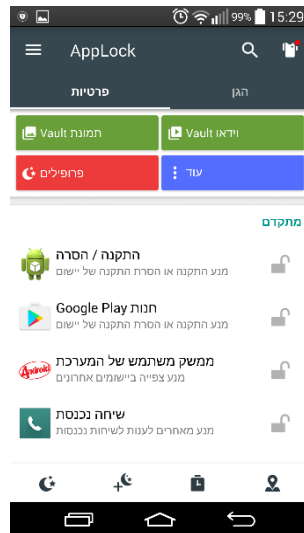 99% 15:29
AppLock
פרטיות
הגן
תמונת Vault
וידאו Vault
פרופילים
עוד
מתקדם
התקנה / הסרה
מנע התקנה או הסרת התקנה של יישום
חנות Google Play
מנע התקנה או הסרת התקנה של יישום
ממשק משתמש של המערכת
מנע צפייה ביישומים אחרונים
Android
שיחה נכנסת
מנע מאחרים לענות לשיחות נכנסות